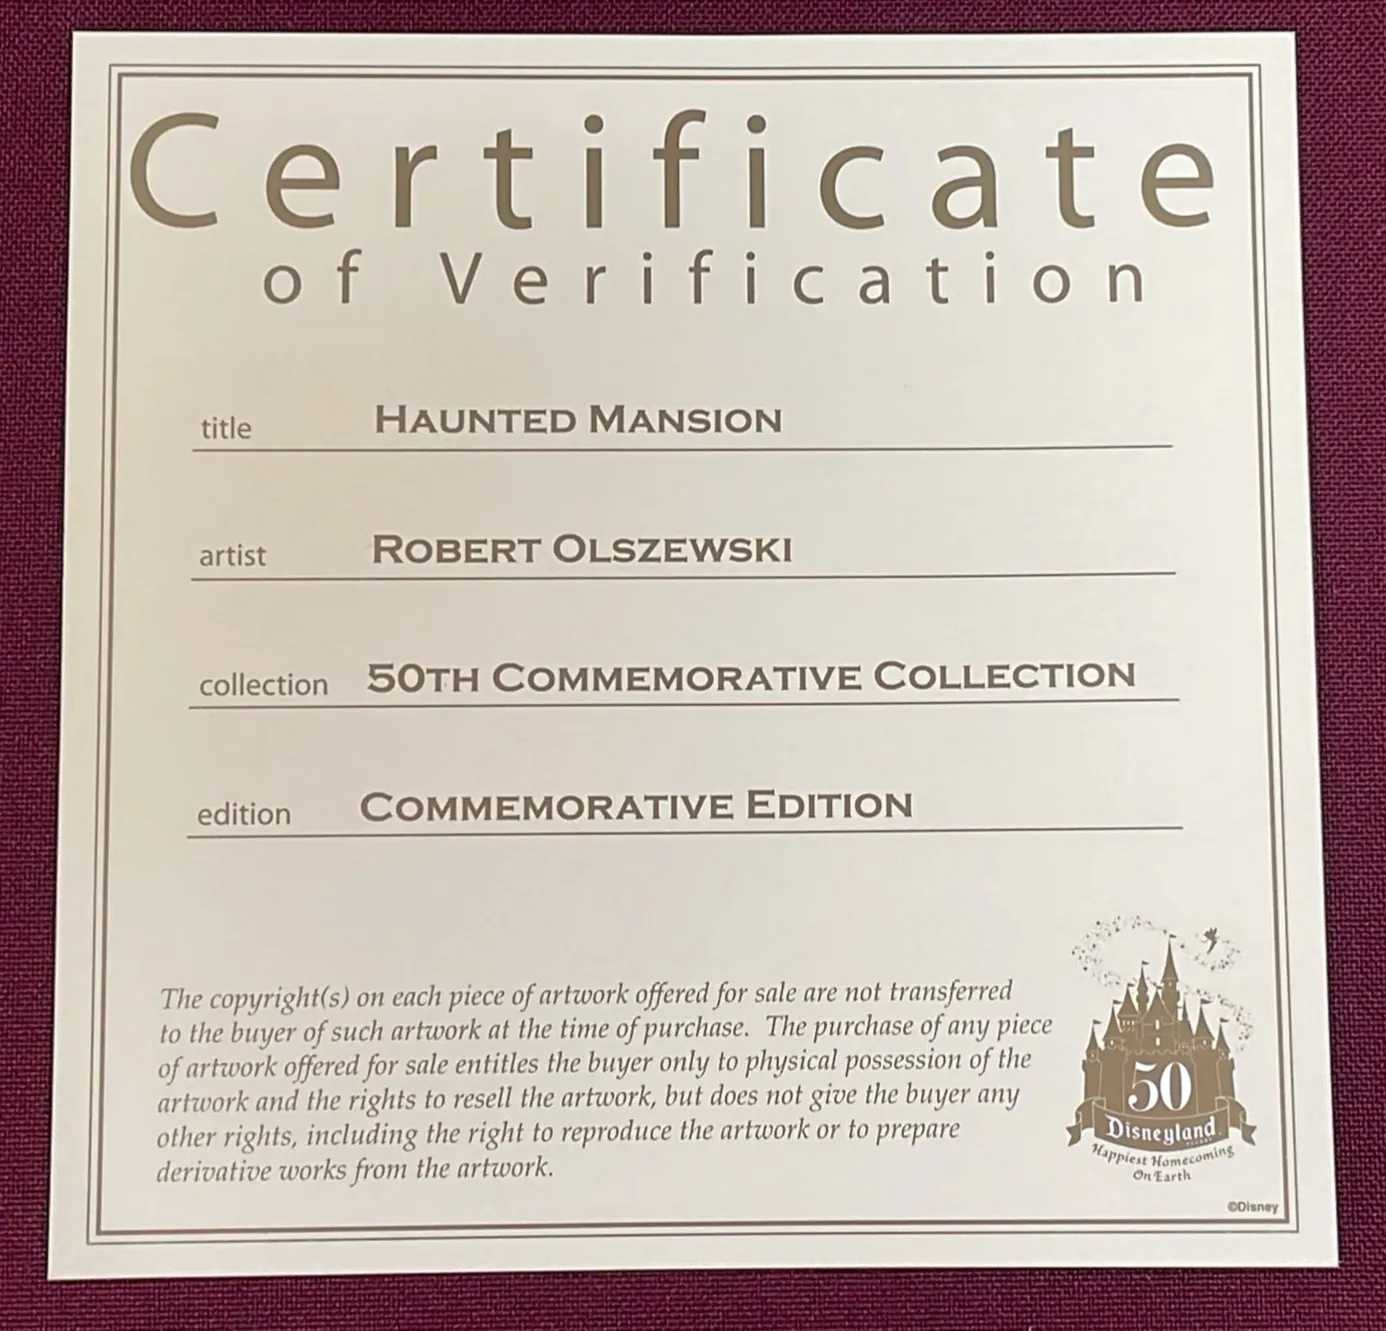 Certificate
of Verification
title HAUNTED MANSION
artist ROBERT OLSZEWSKI
collection 50TH COMMEMORATIVE COLLECTION
edition COMMEMORATIVE EDITION
The copyright(s) on each piece of artwork offered for sale are not transferred
to the buyer of such artwork at the time of purchase. The purchase of any piece
of artwork offered for sale entitles the buyer only to physical possession of the
artwork and the rights to resell the artwork, but does not give the buyer any
other rights, including the right to reproduce the artwork or to prepare
derivative works from the artwork.
50
Disneyland
Happiest Homecoming
On Earth
©Disney